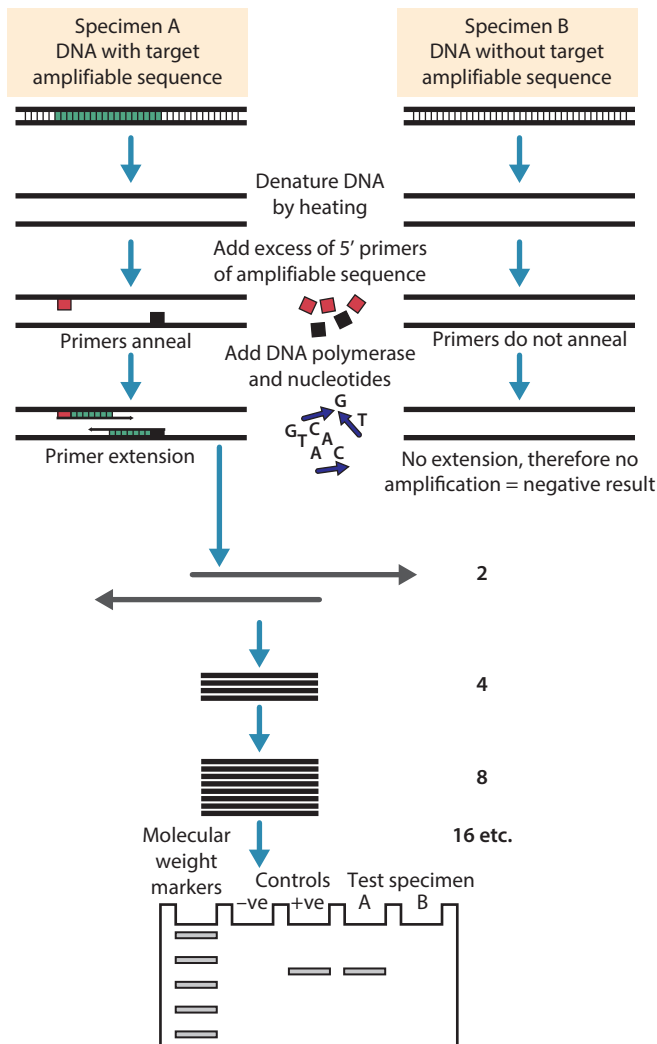 Specimen A
DNA with target
amplifiable sequence
Specimen B
DNA without target
amplifiable sequence
Denature DNA
by heating
Add excess of 5′ primers
of amplifiable sequence
Primers anneal
Primers do not anneal
Add DNA polymerase
and nucleotides
G
T
G
C
T
A
A
C
Primer extension
No extension, therefore no
amplification = negative result
2
4
8
16 etc.
Molecular
weight
markers
Controls
–ve +ve
Test specimen
A B